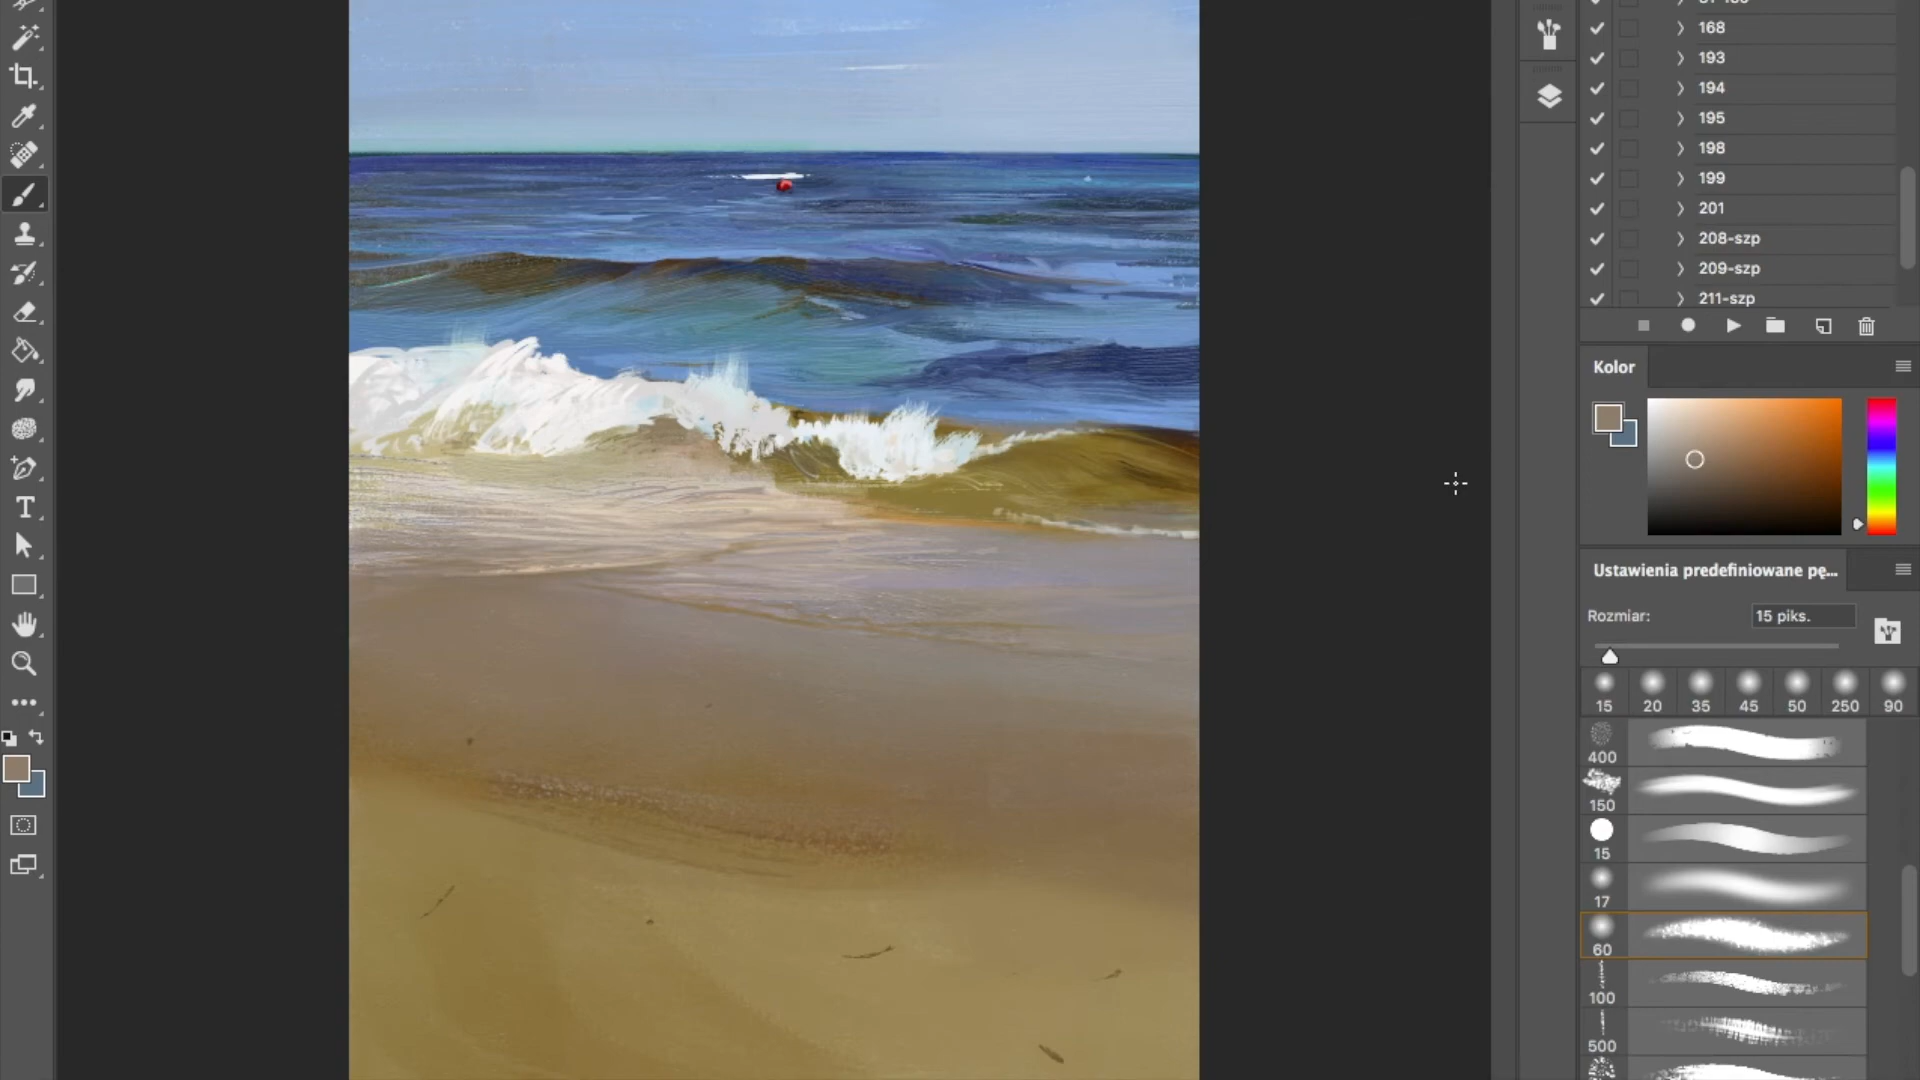 168
193
194
195
198
199
201
208-szp
209-szp
211-szp
Kolor
Ustawienia predefiniowane pę...
Rozmiar:
15 piks.
15 20 35 45 50 250 90
400
150
15
17
60
100
500